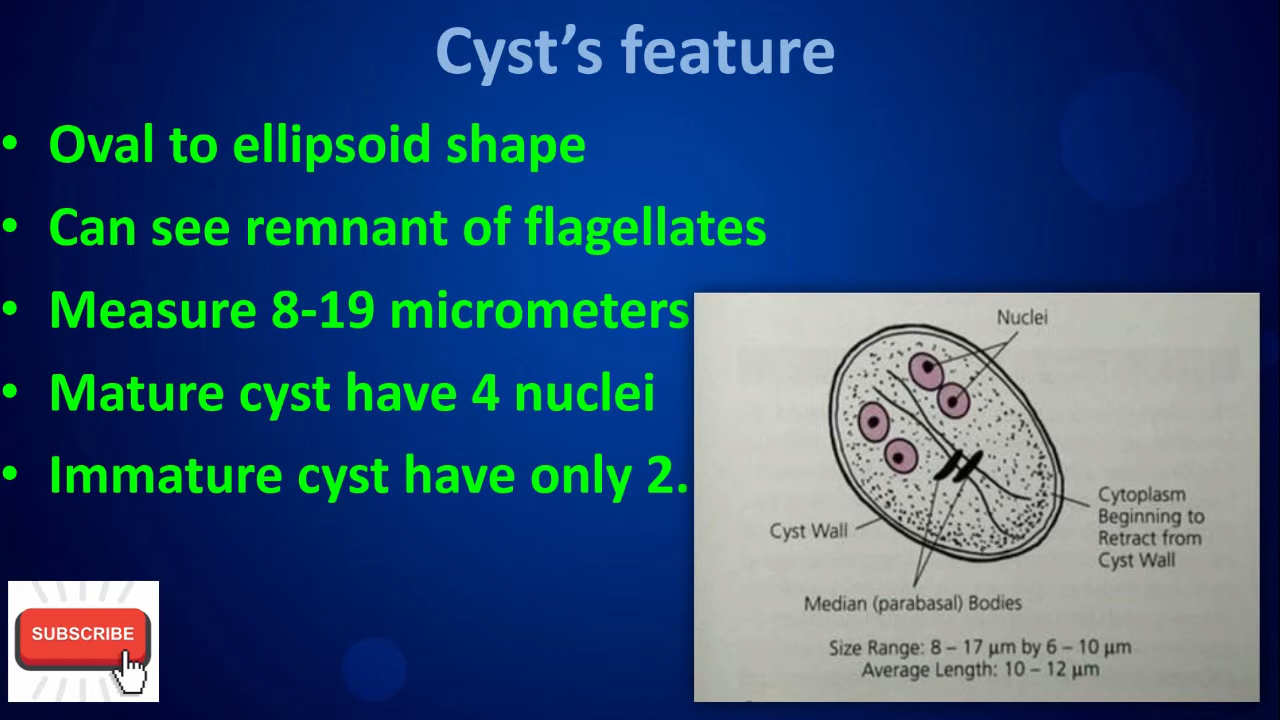 Cyst’s feature
• Oval to ellipsoid shape
• Can see remnant of flagellates
• Measure 8-19 micrometers
• Mature cyst have 4 nuclei
• Immature cyst have only 2.
Nuclei
Cyst Wall
Cytoplasm
Beginning to
Retract from
Cyst Wall
Median (parabasal) Bodies
Size Range: 8 – 17 μm by 6 – 10 μm
Average Length: 10 – 12 μm
SUBSCRIBE